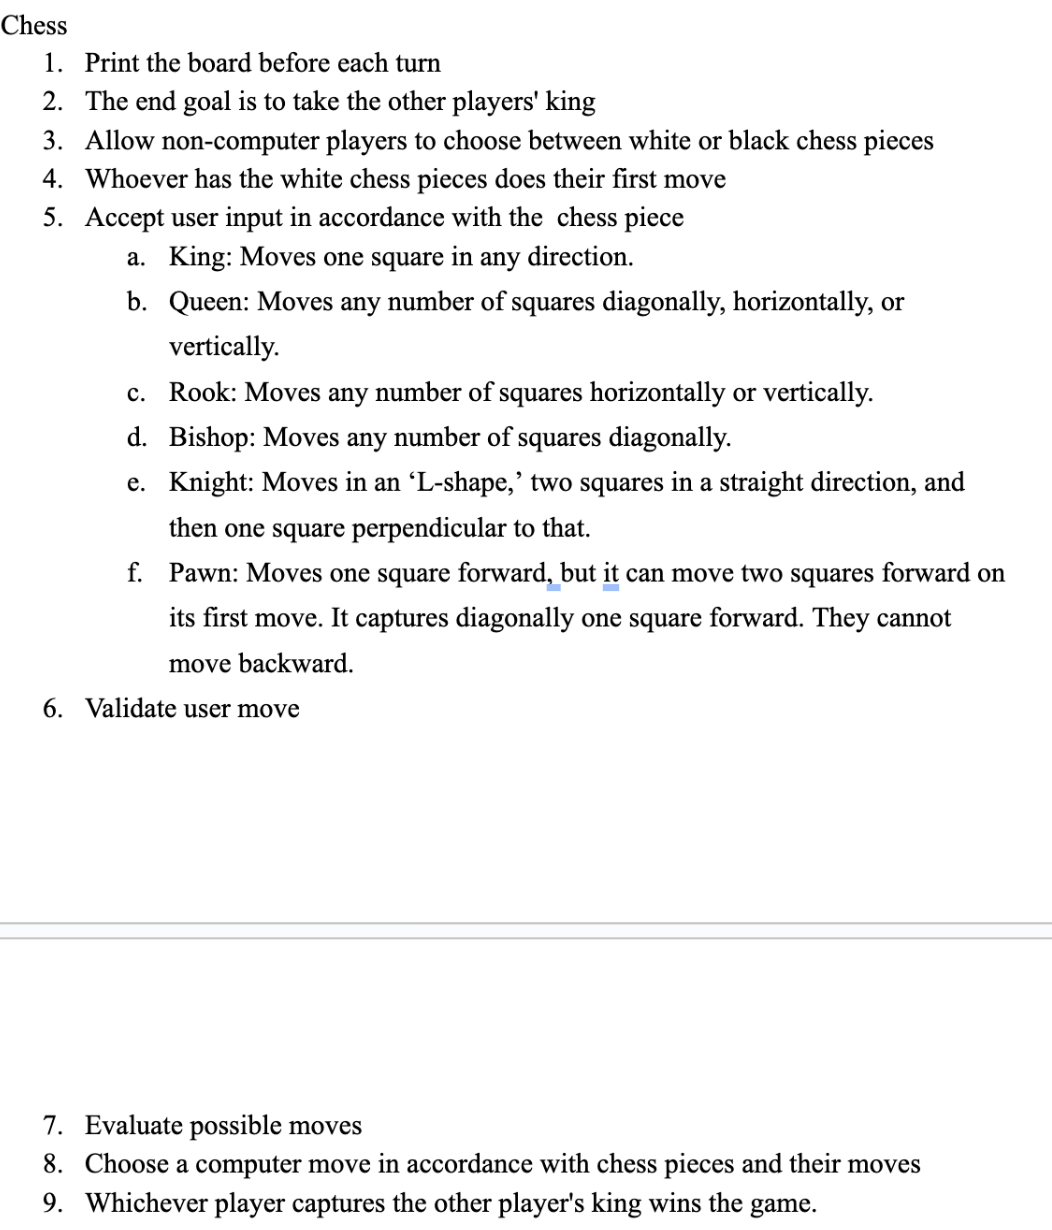 Chess
1. Print the board before each turn
2. The end goal is to take the other players' king
3. Allow non-computer players to choose between white or black chess pieces
4. Whoever has the white chess pieces does their first move
5. Accept user input in accordance with the  chess piece
a. King: Moves one square in any direction.
b. Queen: Moves any number of squares diagonally, horizontally, or
vertically.
c. Rook: Moves any number of squares horizontally or vertically.
d. Bishop: Moves any number of squares diagonally.
e. Knight: Moves in an ‘L-shape,’ two squares in a straight direction, and
then one square perpendicular to that.
f. Pawn: Moves one square forward, but it can move two squares forward on
its first move. It captures diagonally one square forward. They cannot
move backward.
6. Validate user move
7. Evaluate possible moves
8. Choose a computer move in accordance with chess pieces and their moves
9. Whichever player captures the other player's king wins the game.